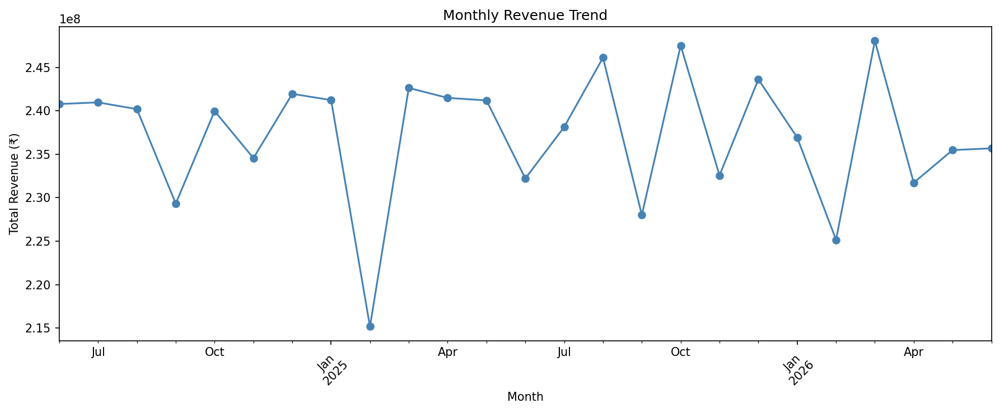 Monthly Revenue Trend
1e8
2.45
2.40
2.35
2.30
2.25
2.20
2.15
Total Revenue (₹)
Jul
Oct
Jan
2025
Apr
Jul
Oct
Jan
2026
Apr
Month